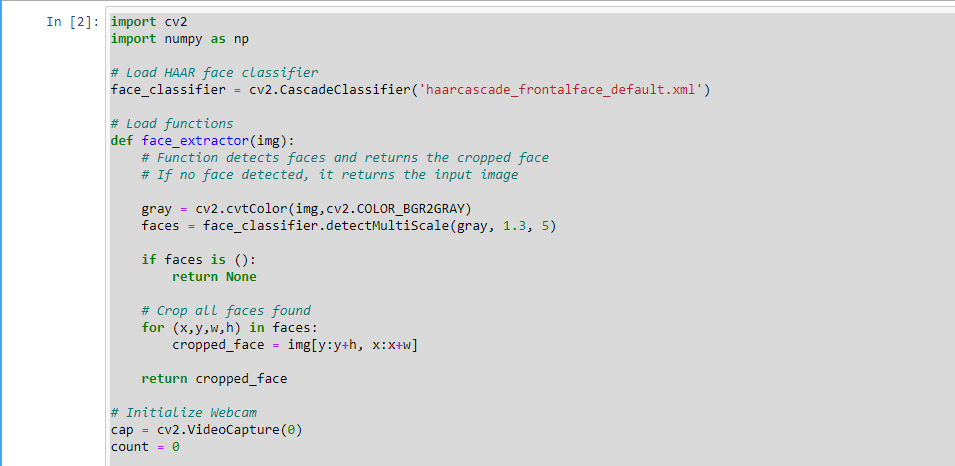 In [2]: import cv2
import numpy as np

# Load HAAR face classifier
face_classifier = cv2.CascadeClassifier('haarcascade_frontalface_default.xml')

# Load functions
def face_extractor(img):
    # Function detects faces and returns the cropped face
    # If no face detected, it returns the input image

    gray = cv2.cvtColor(img,cv2.COLOR_BGR2GRAY)
    faces = face_classifier.detectMultiScale(gray, 1.3, 5)

    if faces is ():
        return None

    # Crop all faces found
    for (x,y,w,h) in faces:
        cropped_face = img[y:y+h, x:x+w]

    return cropped_face

# Initialize Webcam
cap = cv2.VideoCapture(0)
count = 0